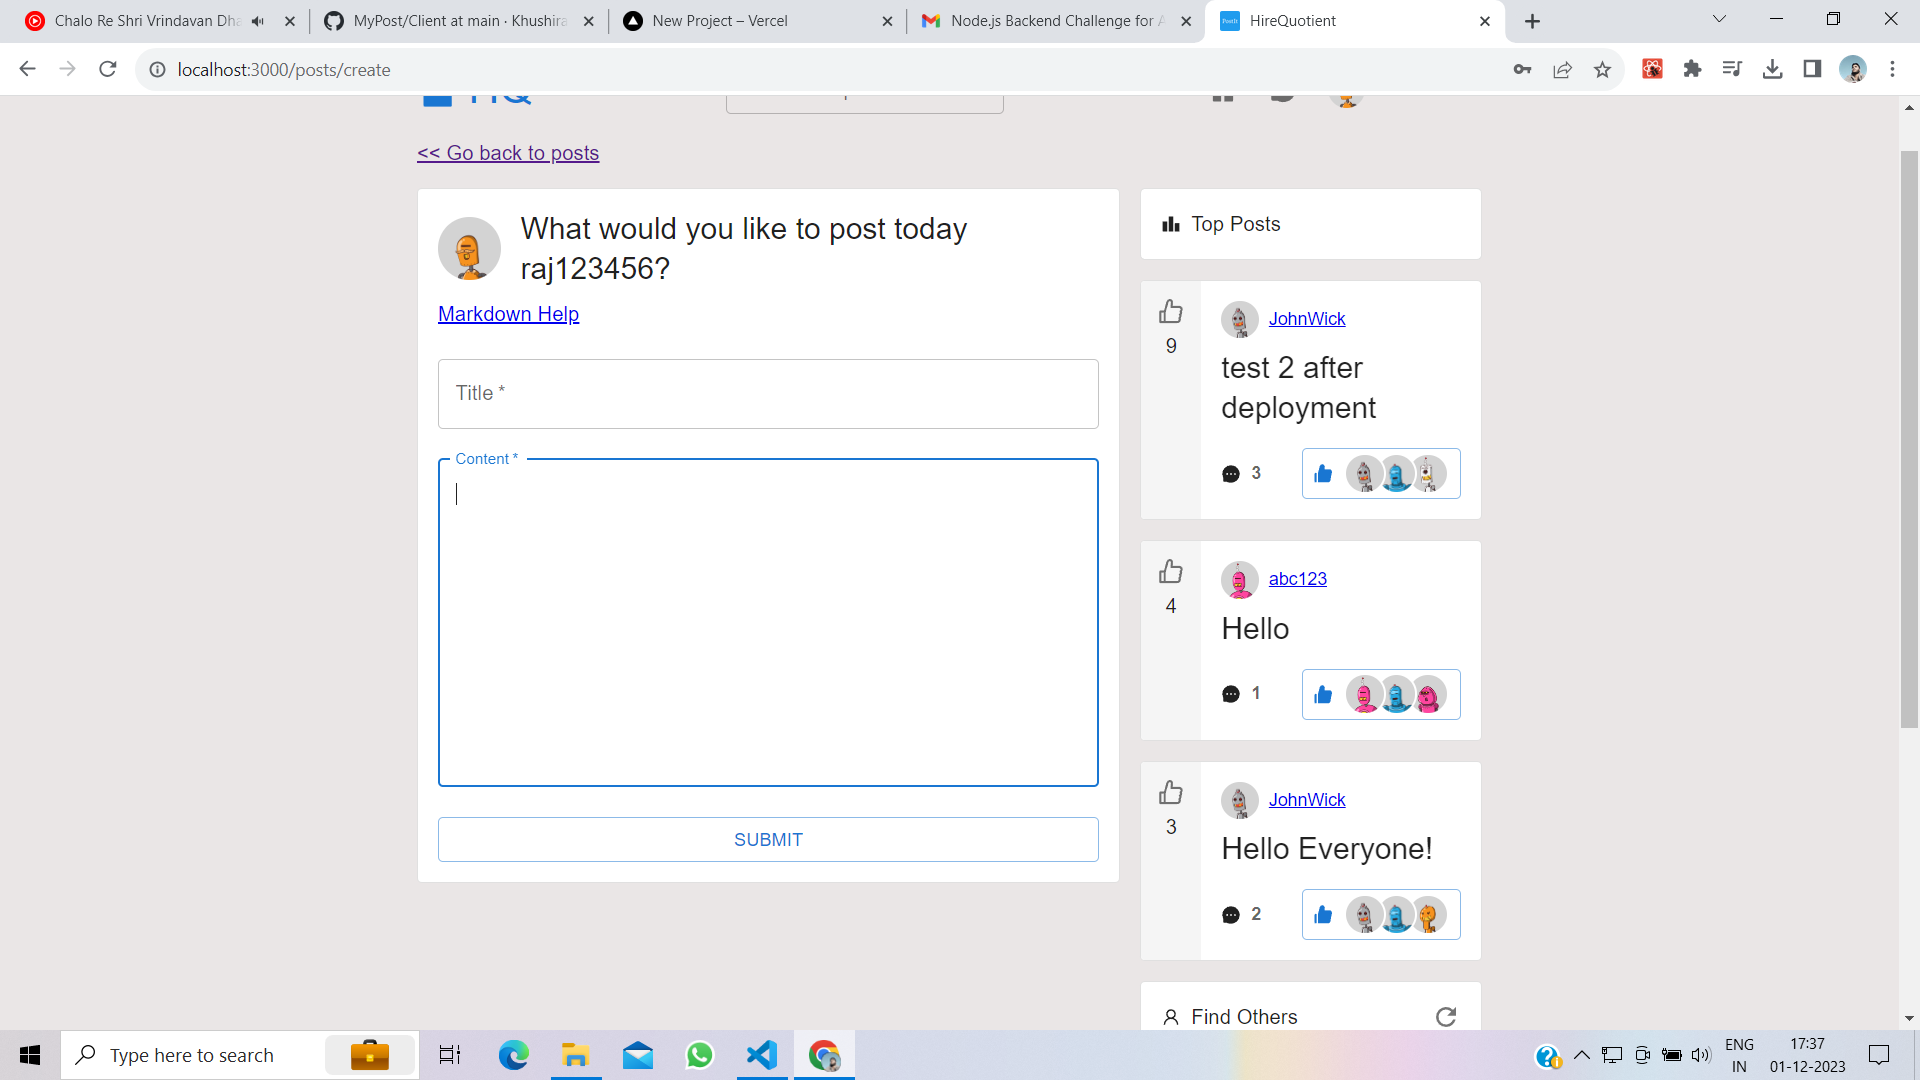 Chalo Re Shri Vrindavan Dha
MyPost/Client at main · Khushira
New Project – Vercel
Node.js Backend Challenge for A
HireQuotient
localhost:3000/posts/create
<< Go back to posts
What would you like to post today
raj123456?
Markdown Help
Title *
Content *
SUBMIT
Top Posts
9
JohnWick
test 2 after
deployment
3
4
abc123
Hello
1
3
JohnWick
Hello Everyone!
2
Find Others
Type here to search
ENG
IN
17:37
01-12-2023